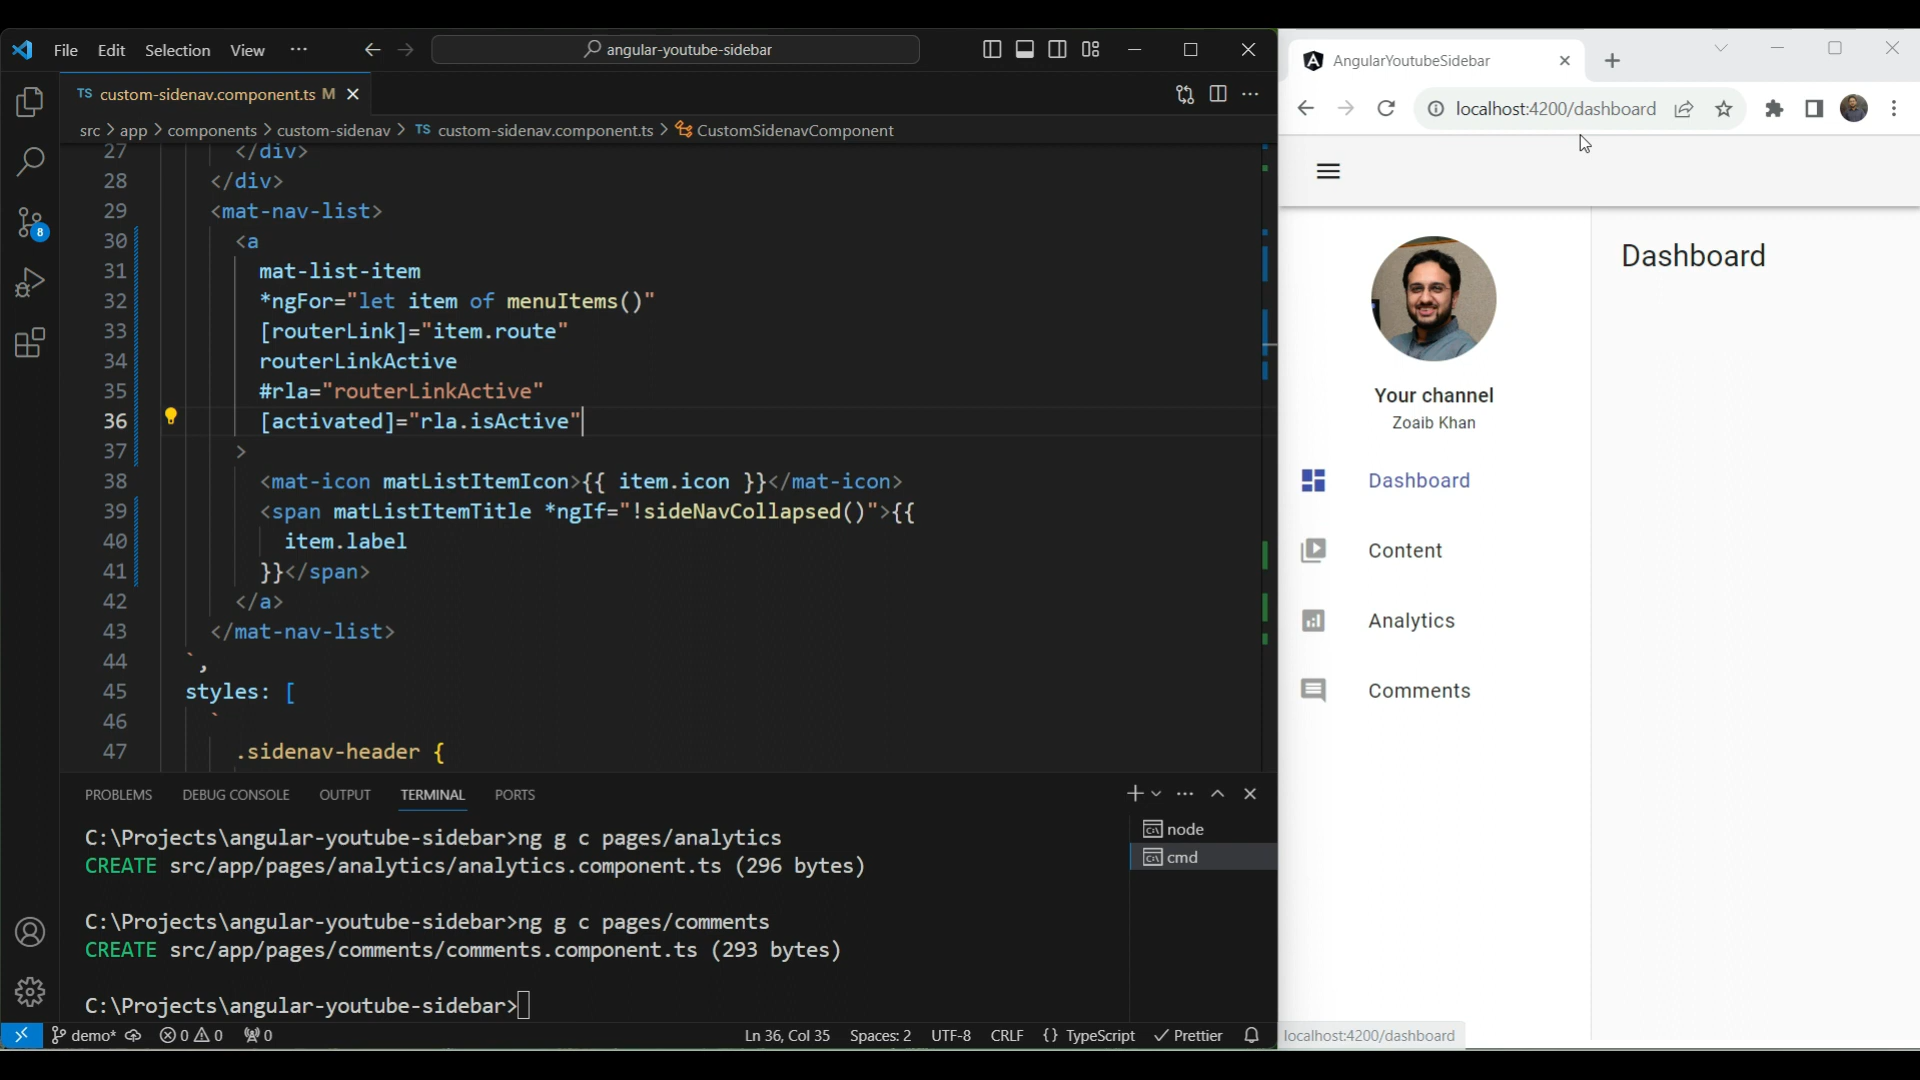 File Edit Selection View ··· angular-youtube-sidebar
TS custom-sidenav.component.ts M
src > app > components > custom-sidenav > TS custom-sidenav.component.ts > CustomSidenavComponent
27 </div>
28 </div>
29 <mat-nav-list>
30 <a
31 mat-list-item
32 *ngFor="let item of menuItems()"
33 [routerLink]="item.route"
34 routerLinkActive
35 #rla="routerLinkActive"
36 [activated]="rla.isActive"
37 >
38 <mat-icon matListItemIcon>{{ item.icon }}</mat-icon>
39 <span matListItemTitle *ngIf="!sideNavCollapsed()">{{
40 item.label
41 }}</span>
42 </a>
43 </mat-nav-list>
44 `,
45 styles: [
46 `
47 .sidenav-header {
8
PROBLEMS DEBUG CONSOLE OUTPUT TERMINAL PORTS
C:\Projects\angular-youtube-sidebar>ng g c pages/analytics
CREATE src/app/pages/analytics/analytics.component.ts (296 bytes)
C:\Projects\angular-youtube-sidebar>ng g c pages/comments
CREATE src/app/pages/comments/comments.component.ts (293 bytes)
C:\Projects\angular-youtube-sidebar>
node
cmd
demo* 0 0 0 Ln 36, Col 35 Spaces: 2 UTF-8 CRLF {} TypeScript Prettier
AngularYoutubeSidebar
localhost:4200/dashboard
Dashboard
Your channel
Zoaib Khan
Dashboard
Content
Analytics
Comments
localhost:4200/dashboard